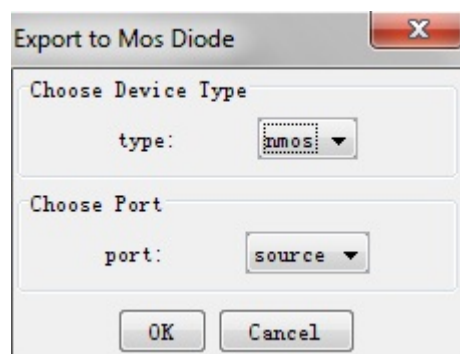 Export to Mos Diode
Choose Device Type
type: nmos
Choose Port
port: source
OK Cancel